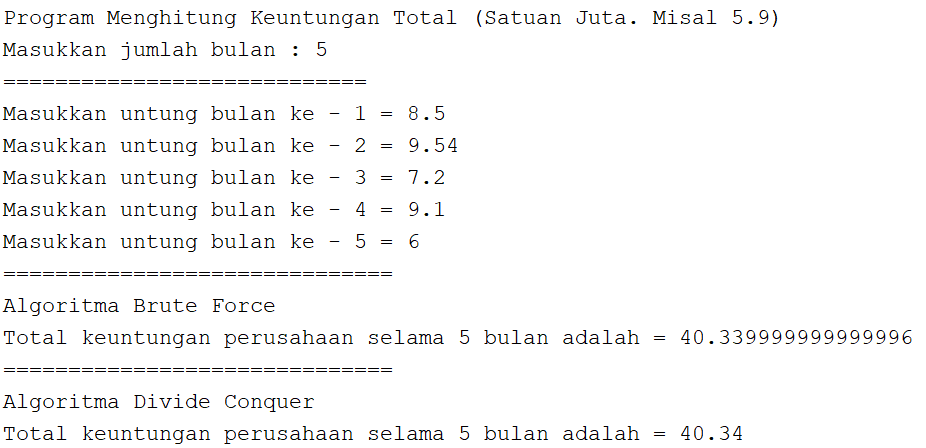 Program Menghitung Keuntungan Total (Satuan Juta. Misal 5.9)
Masukkan jumlah bulan : 5
============================
Masukkan untung bulan ke - 1 = 8.5
Masukkan untung bulan ke - 2 = 9.54
Masukkan untung bulan ke - 3 = 7.2
Masukkan untung bulan ke - 4 = 9.1
Masukkan untung bulan ke - 5 = 6
==============================
Algoritma Brute Force
Total keuntungan perusahaan selama 5 bulan adalah = 40.339999999999996
==============================
Algoritma Divide Conquer
Total keuntungan perusahaan selama 5 bulan adalah = 40.34